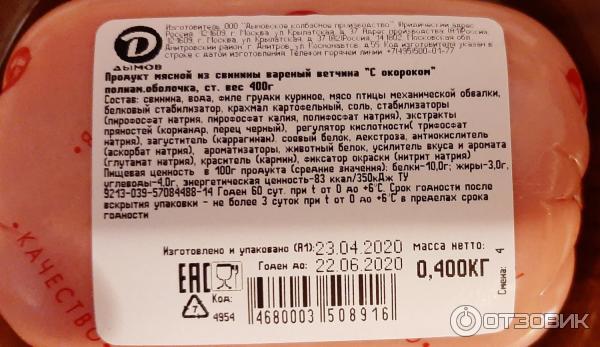 Д
ДЫМОВ
Изготовитель ООО "Дымовское колбасное производство" Юридический адрес
Россия, 121609, г. Москва, ул. Крылатская, д. 37 Адрес производства (А1):Россия
121609, г. Москва, ул. Крылатская, д. 37 (А2):Россия, 141802, Московская обл.
Дмитровский район г. Дмитров, ул Космонавтов, д.55 Код изготовителя указан в
строке с датой изготовления. Телефон горячей линии +7(495)500-01-77
Продукт мясной из свинины вареный ветчина "С окороком"
полиам.оболочка, ст. вес 400г
Состав: свинина, вода, филе грудки куриное, мясо птицы механической обвалки,
белковый стабилизатор, крахмал картофельный, соль, стабилизаторы
(пирофосфат натрия, пирофосфат калия, полифосфат натрия), экстракты
пряностей (кориандр, перец черный), регулятор кислотности( трифосфат
натрия), загуститель (каррагинан), соевый белок, декстроза, антиокислитель
(аскорбат натрия), ароматизаторы, животный белок, усилитель вкуса и аромата
(глутамат натрия), краситель (кармин), фиксатор окраски (нитрит натрия)
Пищевая ценность в 100г продукта (средние значения): белки-10,0г; жиры-3,0г,
углеводы-4,0г, энергетическая ценность-83 ккал/350кДж ТУ
9213-039-57084488-14 Годен 60 сут. при t от 0 до +6°С. Срок годности после
вскрытия упаковки - не более 3 суток при t от 0 до +6°С в пределах срока
годности
Изготовлено и упаковано (А1): 23.04.2020
Годен до: 22.06.2020
Масса нетто:
0,400КГ
Смена: 4
ЕАС
7
Код:
4954
4680003 508916
КАЧЕСТВО
ОТЗОВИК